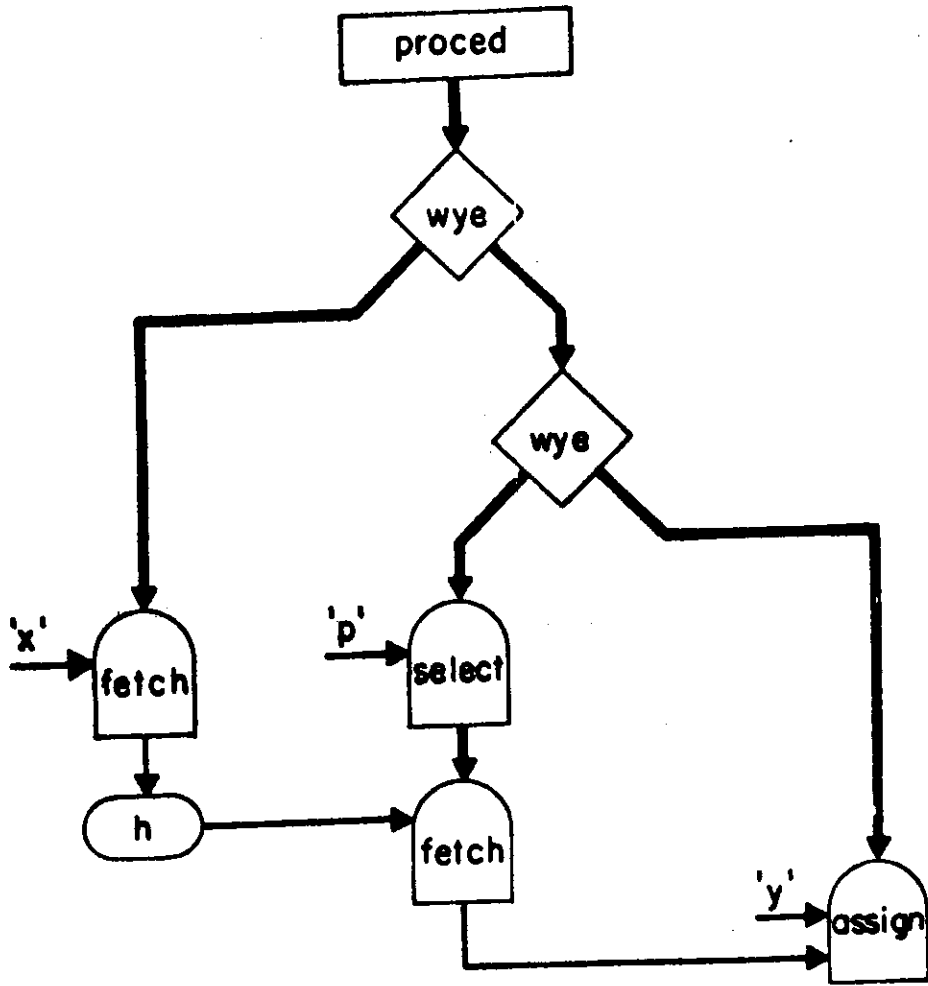 proced
wye
wye
'x'
fetch
'p'
select
h
fetch
'y'
assign